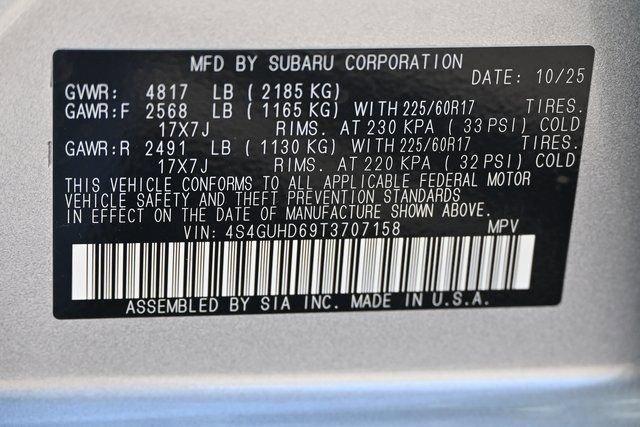 MFD BY SUBARU CORPORATION
DATE: 10/25
GVWR: 4817 LB ( 2185 KG)
GAWR:F 2568 LB ( 1165 KG) WITH 225/60R17 TIRES.
17X7J RIMS. AT 230 KPA ( 33 PSI) COLD
GAWR:R 2491 LB ( 1130 KG) WITH 225/60R17 TIRES.
17X7J RIMS. AT 220 KPA ( 32 PSI) COLD
THIS VEHICLE CONFORMS TO ALL APPLICABLE FEDERAL MOTOR
VEHICLE SAFETY AND THEFT PREVENTION STANDARDS
IN EFFECT ON THE DATE OF MANUFACTURE SHOWN ABOVE.
VIN: 4S4GUHD69T3707158 MPV
ASSEMBLED BY SIA INC. MADE IN U.S.A.